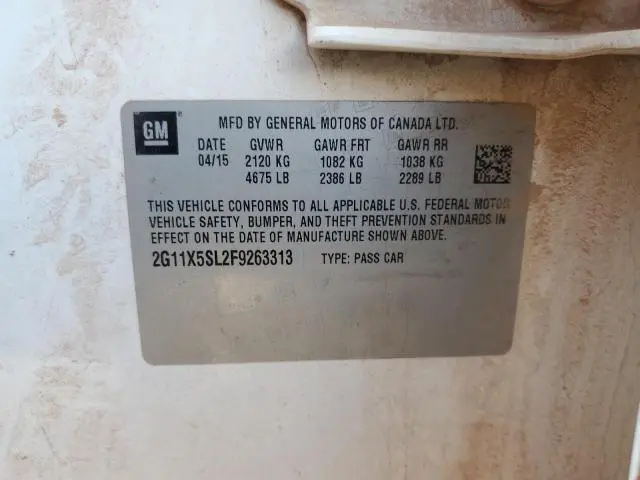 GM
MFD BY GENERAL MOTORS OF CANADA LTD.
DATE GVWR GAWR FRT GAWR RR
04/15 2120 KG 1082 KG 1038 KG
4675 LB 2386 LB 2289 LB
THIS VEHICLE CONFORMS TO ALL APPLICABLE U.S. FEDERAL MOTOR
VEHICLE SAFETY, BUMPER, AND THEFT PREVENTION STANDARDS IN
EFFECT ON THE DATE OF MANUFACTURE SHOWN ABOVE.
2G11X5SL2F9263313 TYPE: PASS CAR